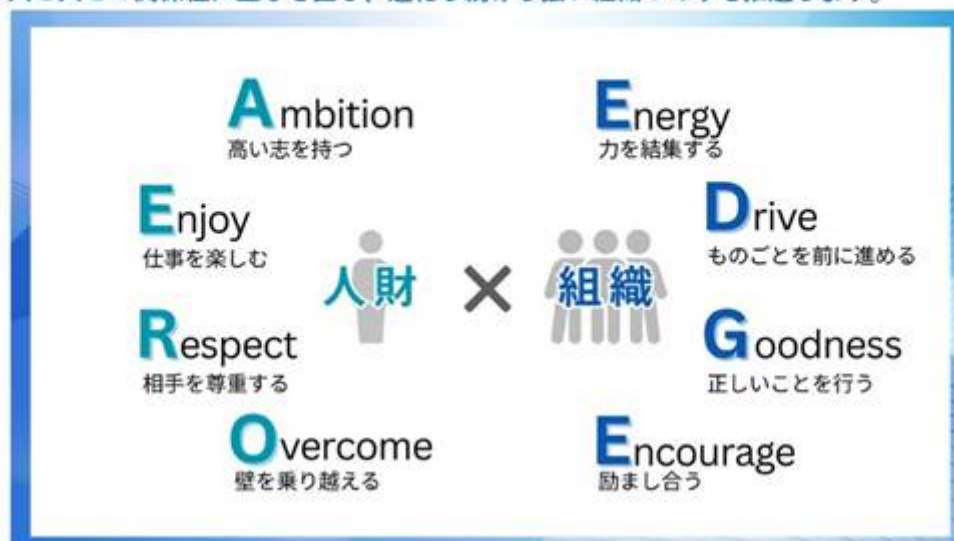 Ambition
高い志を持つ
Enjoy
仕事を楽しむ
Respect
相手を尊重する
Overcome
壁を乗り越える
人財 × 組織
Energy
力を結集する
Drive
ものごとを前に進める
Goodness
正しいことを行う
Encourage
励まし合う